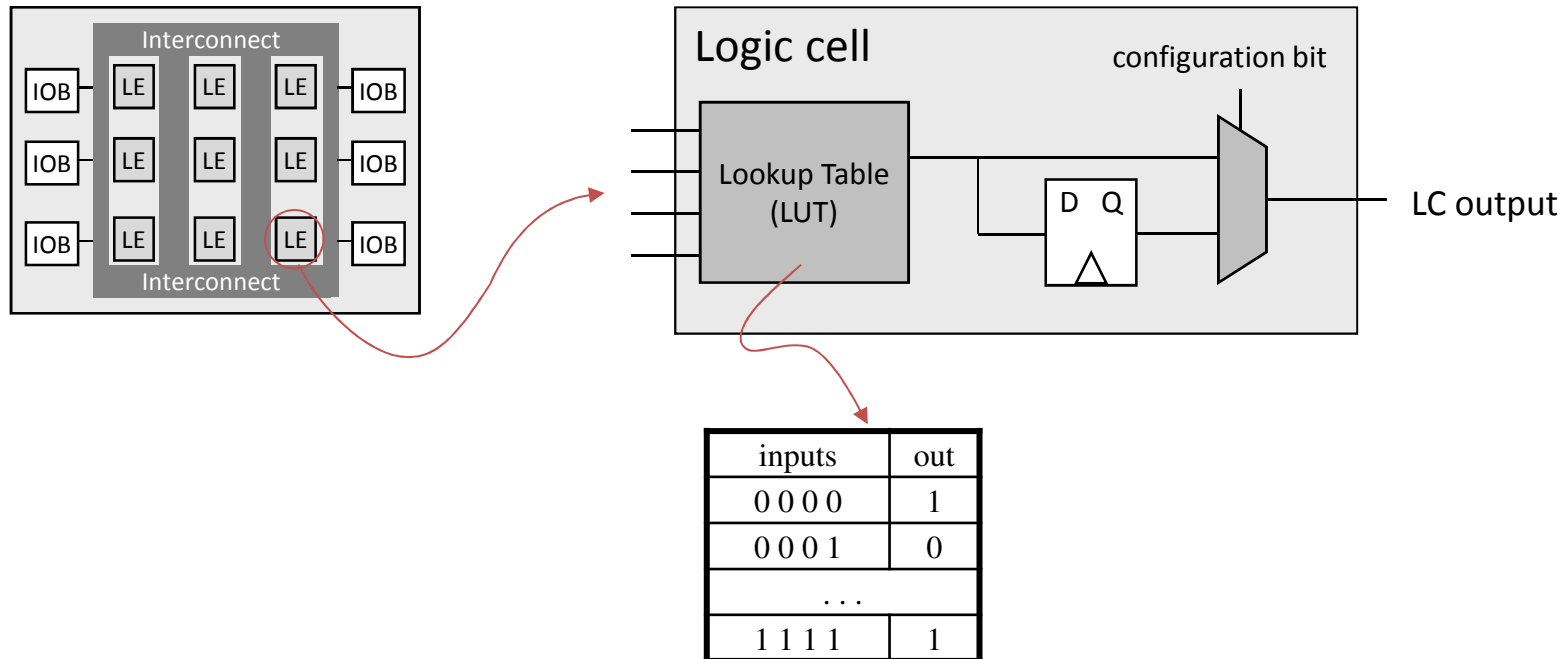 Interconnect
IOB LE LE LE IOB
IOB LE LE LE IOB
IOB LE LE LE IOB
Interconnect
Logic cell
configuration bit
Lookup Table
(LUT)
D Q
LC output
inputs out
0 0 0 0 1
0 0 0 1 0
. . .
1 1 1 1 1